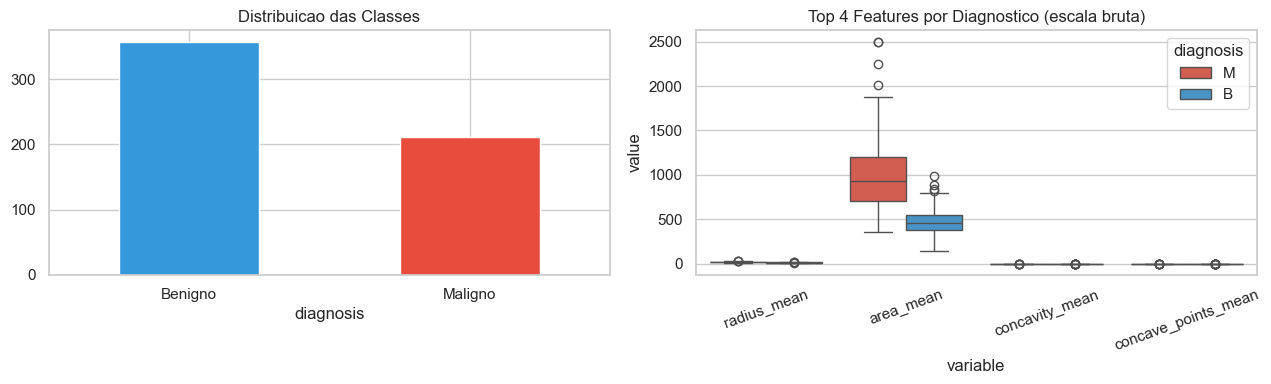 Distribuicao das Classes
300
200
100
0
Benigno
Maligno
diagnosis
Top 4 Features por Diagnostico (escala bruta)
2500
2000
1500
1000
500
0
value
diagnosis
M
B
radius_mean
area_mean
concavity_mean
concave_points_mean
variable